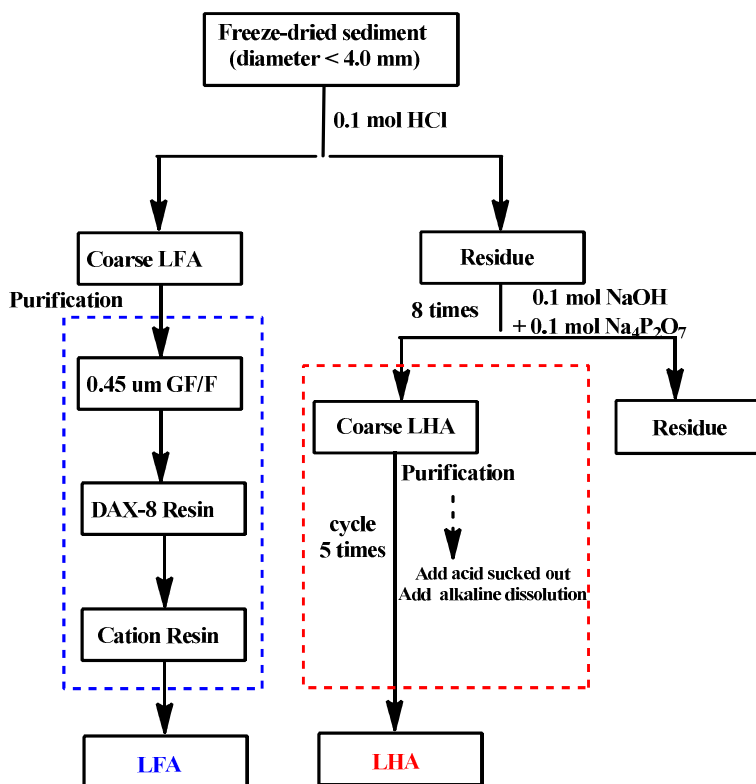 Freeze-dried sediment
(diameter < 4.0 mm)
0.1 mol HCl
Coarse LFA
Residue
Purification
8 times
0.1 mol NaOH
+ 0.1 mol Na₄P₂O₇
0.45 um GF/F
Coarse LHA
Residue
Purification
DAX-8 Resin
cycle
5 times
Add acid sucked out
Add alkaline dissolution
Cation Resin
LFA
LHA